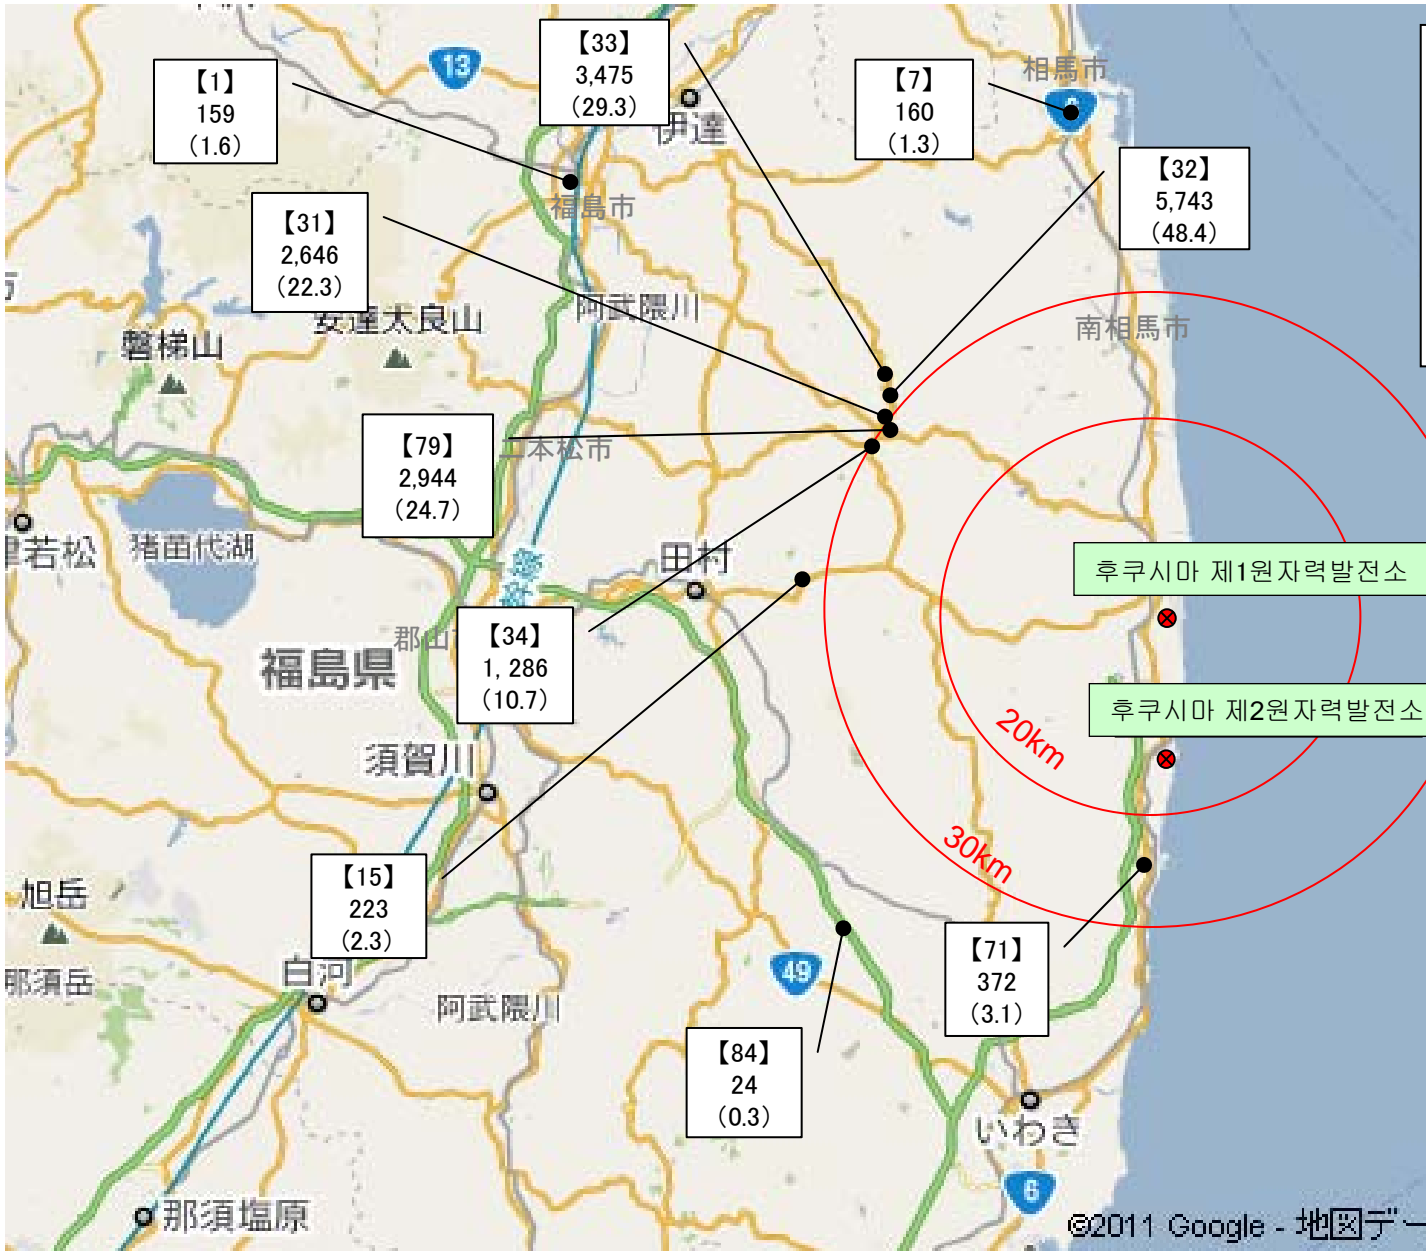 13
【33】
3,475
(29.3)
伊達
【1】
159
(1.6)
【7】
160
(1.3)
相馬市
【32】
5,743
(48.4)
福島市
【31】
2,646
(22.3)
阿武隈川
安達太良山
磐梯山
南相馬市
【79】
2,944
(24.7)
二本松市
若松
猪苗代湖
田村
후쿠시마 제1원자력발전소
【34】
1, 286
(10.7)
郡山
福島県
후쿠시마 제2원자력발전소
20km
須賀川
30km
【15】
223
(2.3)
旭岳
那須岳
白河
阿武隈川
49
【71】
372
(3.1)
【84】
24
(0.3)
いわき
6
那須塩原
©2011 Google - 地図デー